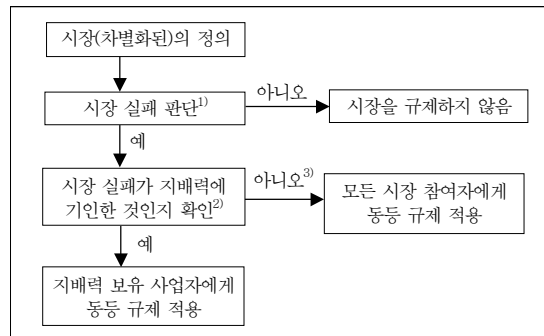 시장(차별화된)의 정의
시장 실패 판단1)
아니오
시장을 규제하지 않음
예
시장 실패가 지배력에
기인한 것인지 확인2)
아니오3)
모든 시장 참여자에게
동등 규제 적용
예
지배력 보유 사업자에게
동등 규제 적용